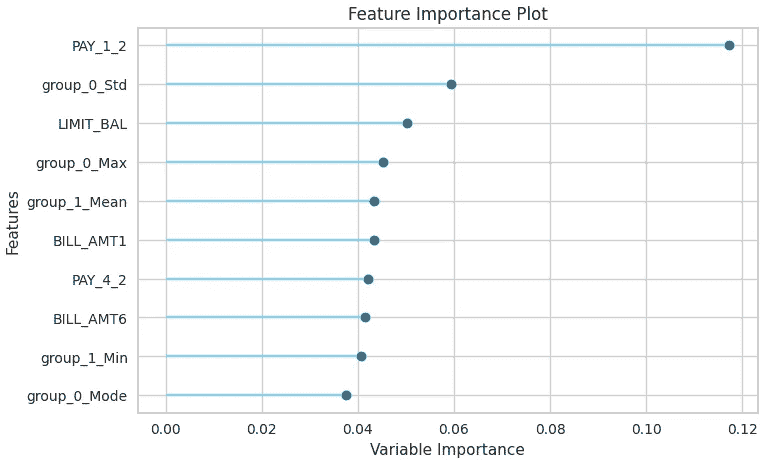 Feature Importance Plot
PAY_1_2
group_0_Std
LIMIT_BAL
group_0_Max
group_1_Mean
BILL_AMT1
PAY_4_2
BILL_AMT6
group_1_Min
group_0_Mode
Features
0.00 0.02 0.04 0.06 0.08 0.10 0.12
Variable Importance